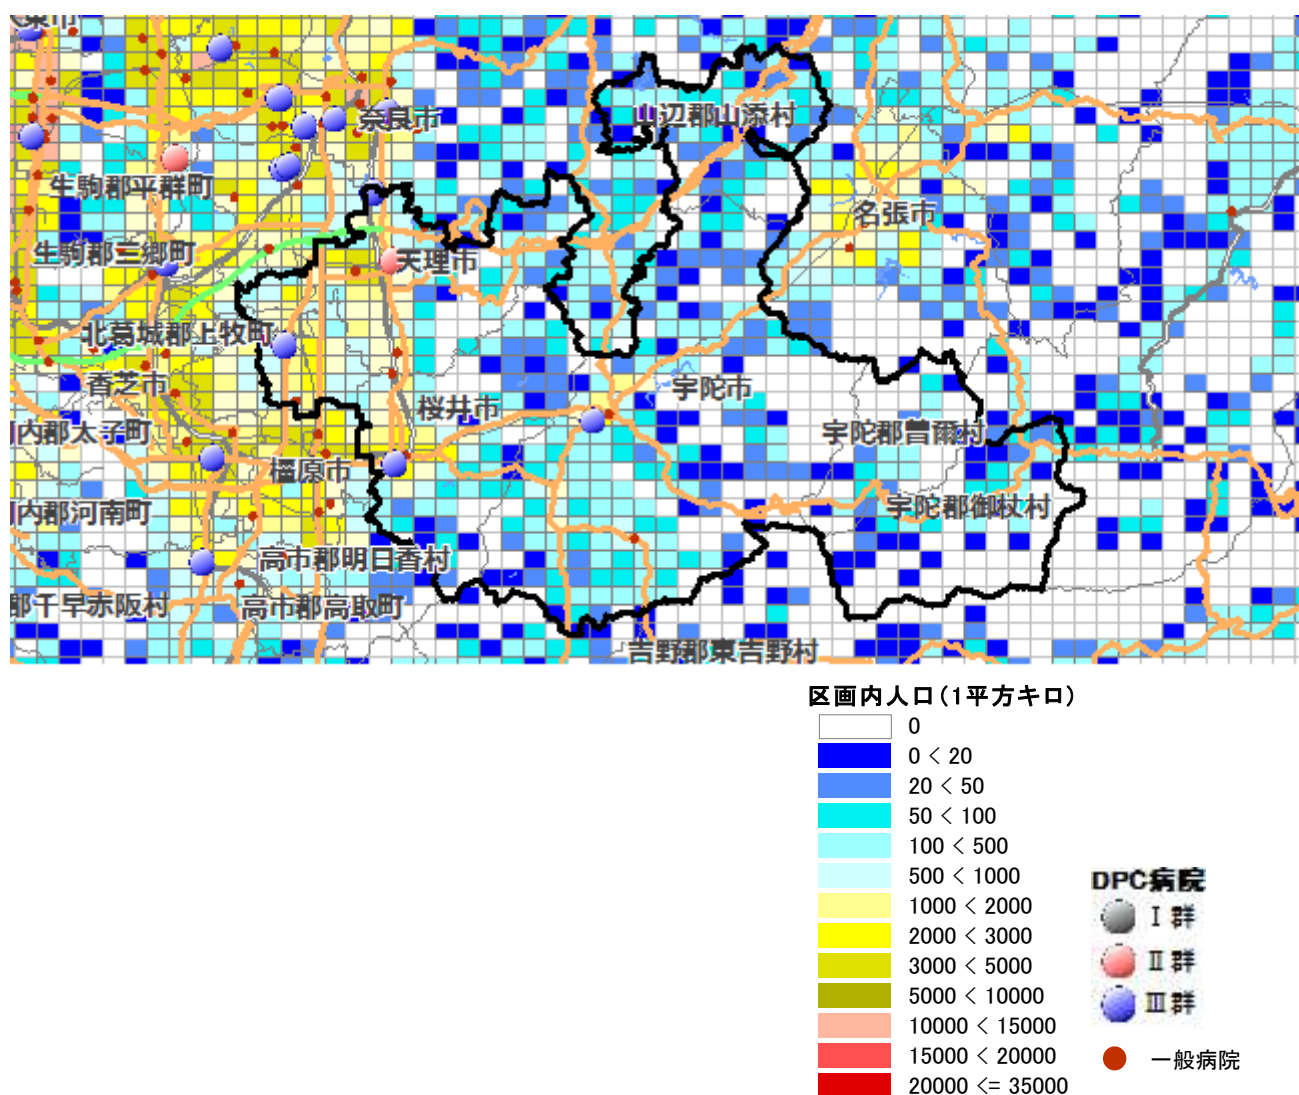 奈良市
山辺郡山添村
生駒郡平群町
名張市
生駒郡三郷町
天理市
北葛城郡上牧町
香芝市
桜井市
宇陀市
内郡太子町
宇陀郡曽爾村
橿原市
内郡河南町
宇陀郡御杖村
高市郡明日香村
郡千早赤阪村
高市郡高取町
吉野郡東吉野村
区画内人口(1平方キロ)
0
0 < 20
20 < 50
50 < 100
100 < 500
500 < 1000
1000 < 2000
2000 < 3000
3000 < 5000
5000 < 10000
10000 < 15000
15000 < 20000
20000 <= 35000
DPC病院
Ⅰ群
Ⅱ群
Ⅲ群
一般病院